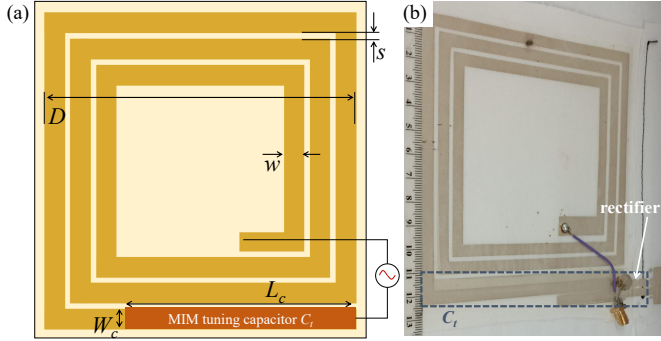 (a)
s
D
w
L_c
W_c
MIM tuning capacitor C_t
(b)
1
2
3
4
5
6
7
8
9
10
11
12
13
rectifier
C_t